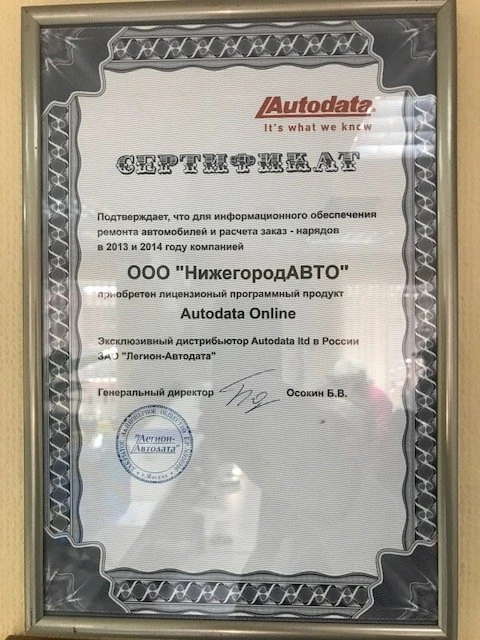 Autodata
It's what we know
СЕРТИФИКАТ
Подтверждает, что для информационного обеспечения
ремонта автомобилей и расчета заказ - нарядов
в 2013 и 2014 году компанией
ООО "НижегородАВТО"
приобретен лицензионый программный продукт
Autodata Online
Эксклюзивный дистрибьютор Autodata ltd в России
ЗАО "Легион-Автодата"
Генеральный директор Осокин Б.В.
"Легион-
Автодата"
г. Москва